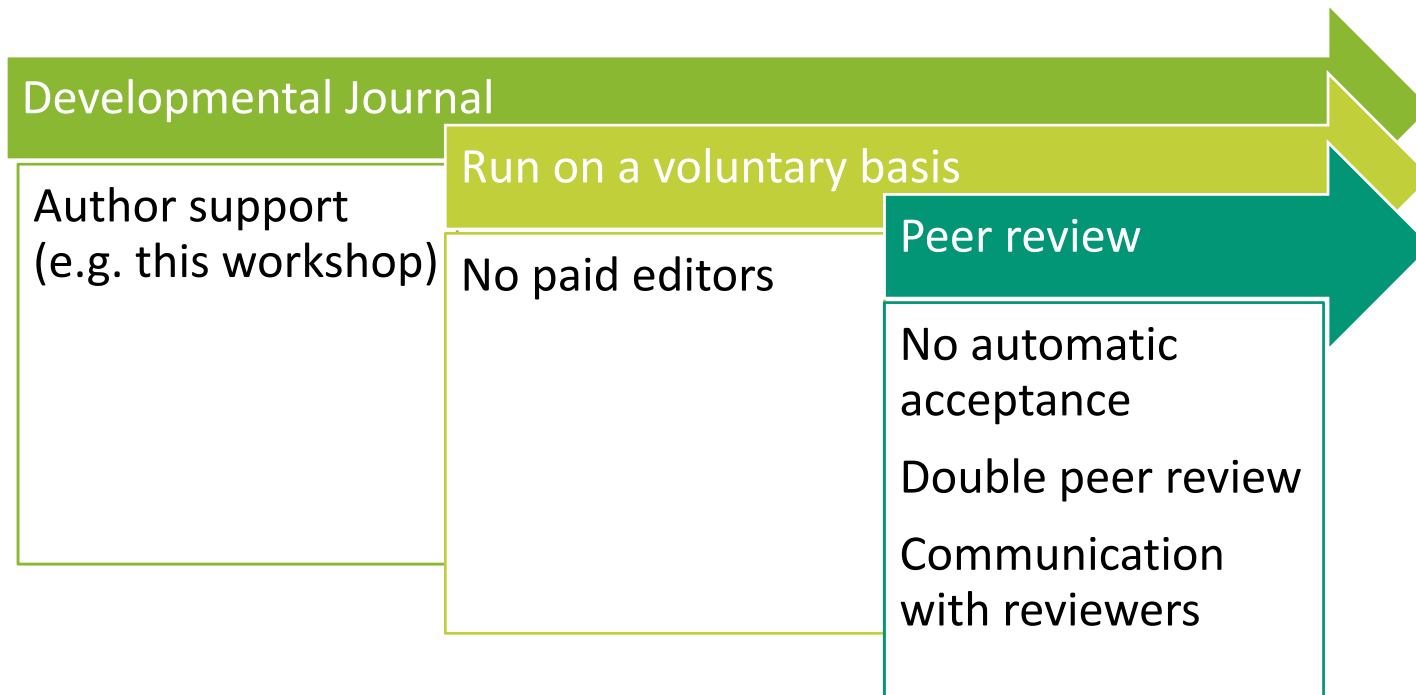 Developmental Journal
Author support
(e.g. this workshop)
Run on a voluntary basis
No paid editors
Peer review
No automatic
acceptance
Double peer review
Communication
with reviewers